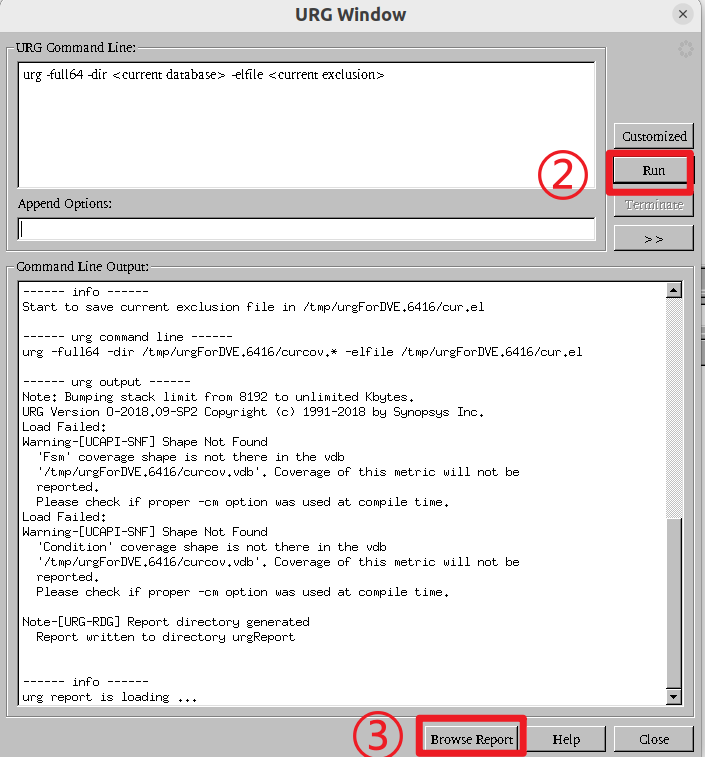 URG Window
URG Command Line:
urg -full64 -dir <current database> -elfile <current exclusion>
Customized
② Run
Terminate
Append Options:
>>
Command Line Output:
------ info ------
Start to save current exclusion file in /tmp/urgForDVE.6416/cur.el
------ urg command line ------
urg -full64 -dir /tmp/urgForDVE.6416/curcov.* -elfile /tmp/urgForDVE.6416/cur.el
------ urg output ------
Note: Bumping stack limit from 8192 to unlimited Kbytes.
URG Version O-2018.09-SP2 Copyright (c) 1991-2018 by Synopsys Inc.
Load Failed:
Warning-[UCAPI-SNF] Shape Not Found
'Fsm' coverage shape is not there in the vdb
'/tmp/urgForDVE.6416/curcov.vdb'. Coverage of this metric will not be
reported.
Please check if proper -cm option was used at compile time.
Load Failed:
Warning-[UCAPI-SNF] Shape Not Found
'Condition' coverage shape is not there in the vdb
'/tmp/urgForDVE.6416/curcov.vdb'. Coverage of this metric will not be
reported.
Please check if proper -cm option was used at compile time.
Note-[URG-RDG] Report directory generated
Report written to directory urgReport
------ info ------
urg report is loading ...
③ Browse Report Help Close